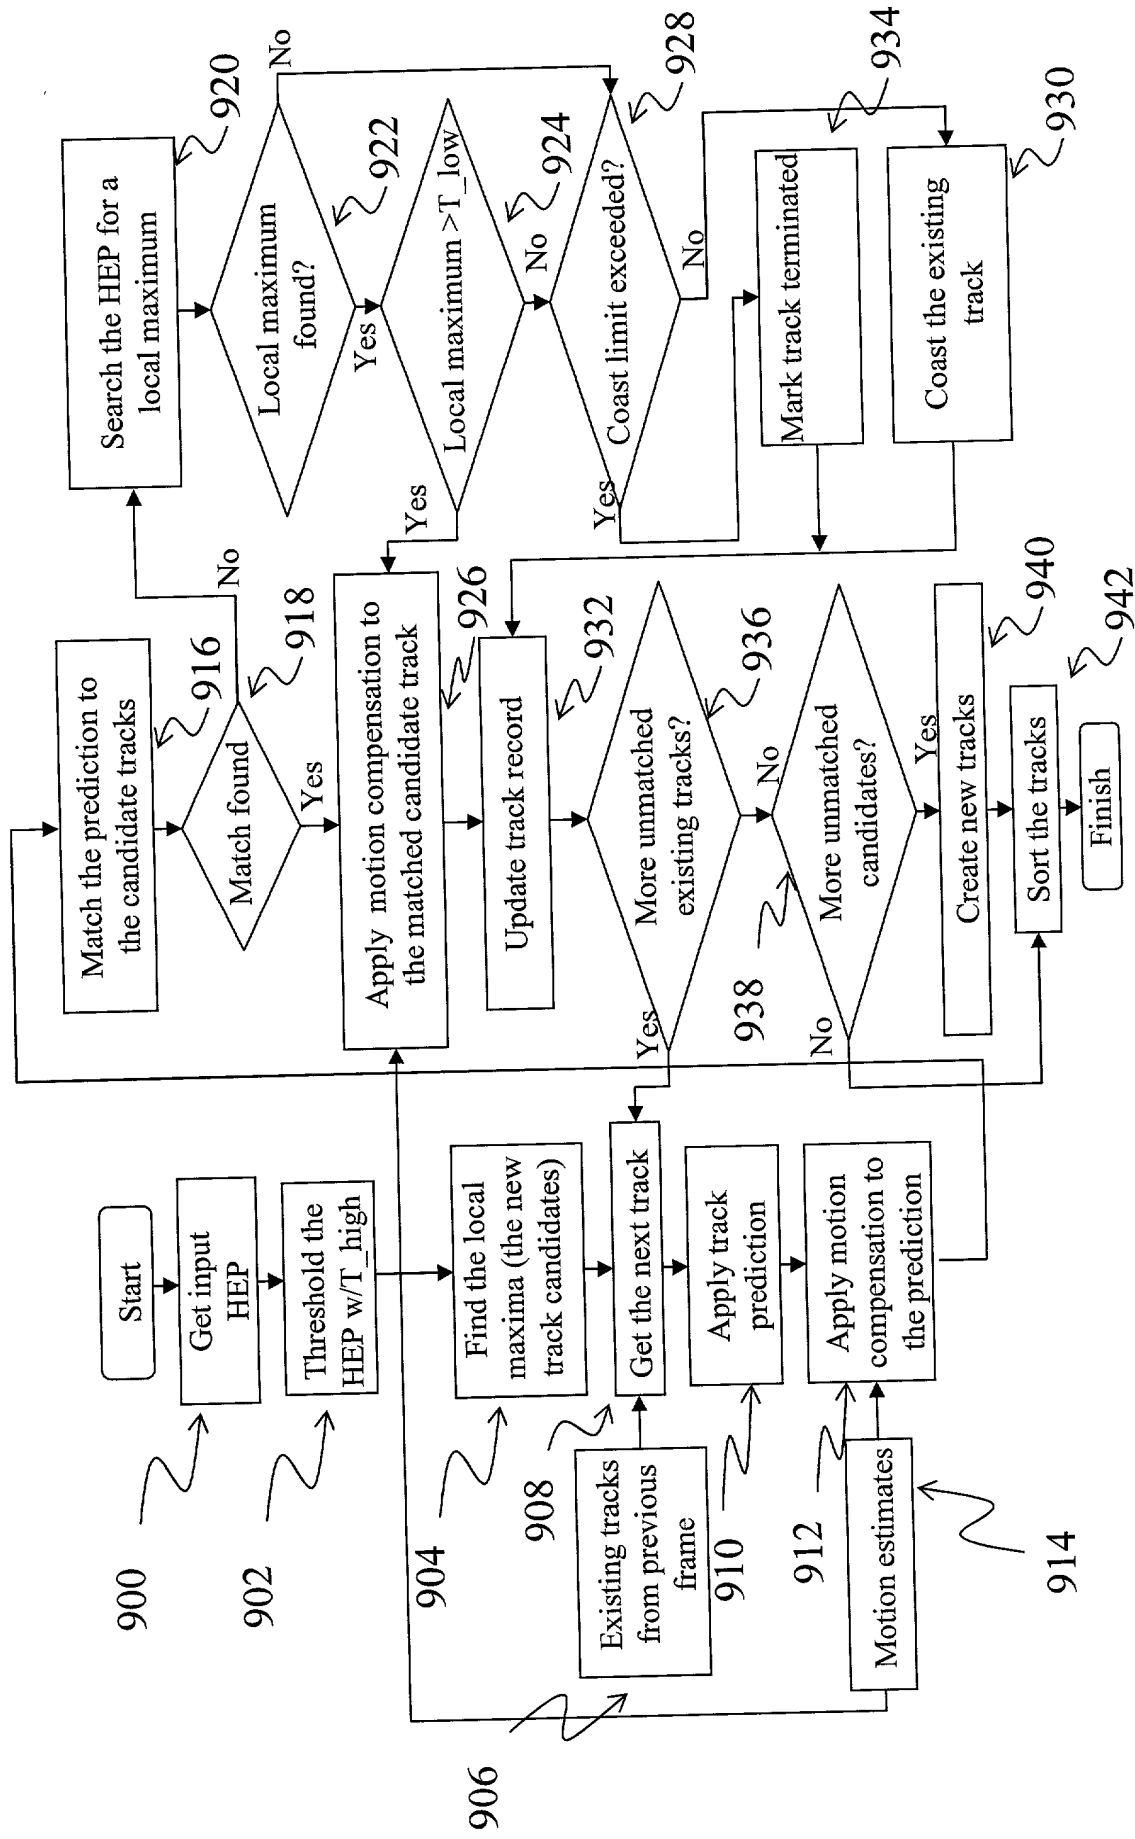 Start
Get input
HEP
900
Threshold the
HEP w/T_high
902
Find the local
maxima (the new
track candidates)
904
Existing tracks
from previous
frame
906
Get the next track
908
Apply track
prediction
910
Apply motion
compensation to
the prediction
912
Motion estimates
914
Match the prediction to
the candidate tracks
916
Match found
918
No
Yes
Search the HEP for a
local maximum
920
Local maximum
found?
922
No
Yes
Local maximum >T_low
924
Yes
No
Apply motion compensation to
the matched candidate track
926
Coast limit exceeded?
928
Yes
No
Mark track terminated
934
Coast the existing
track
930
Update track record
932
More unmatched
existing tracks?
936
Yes
No
More unmatched
candidates?
938
No
Yes
Create new tracks
940
Sort the tracks
942
Finish